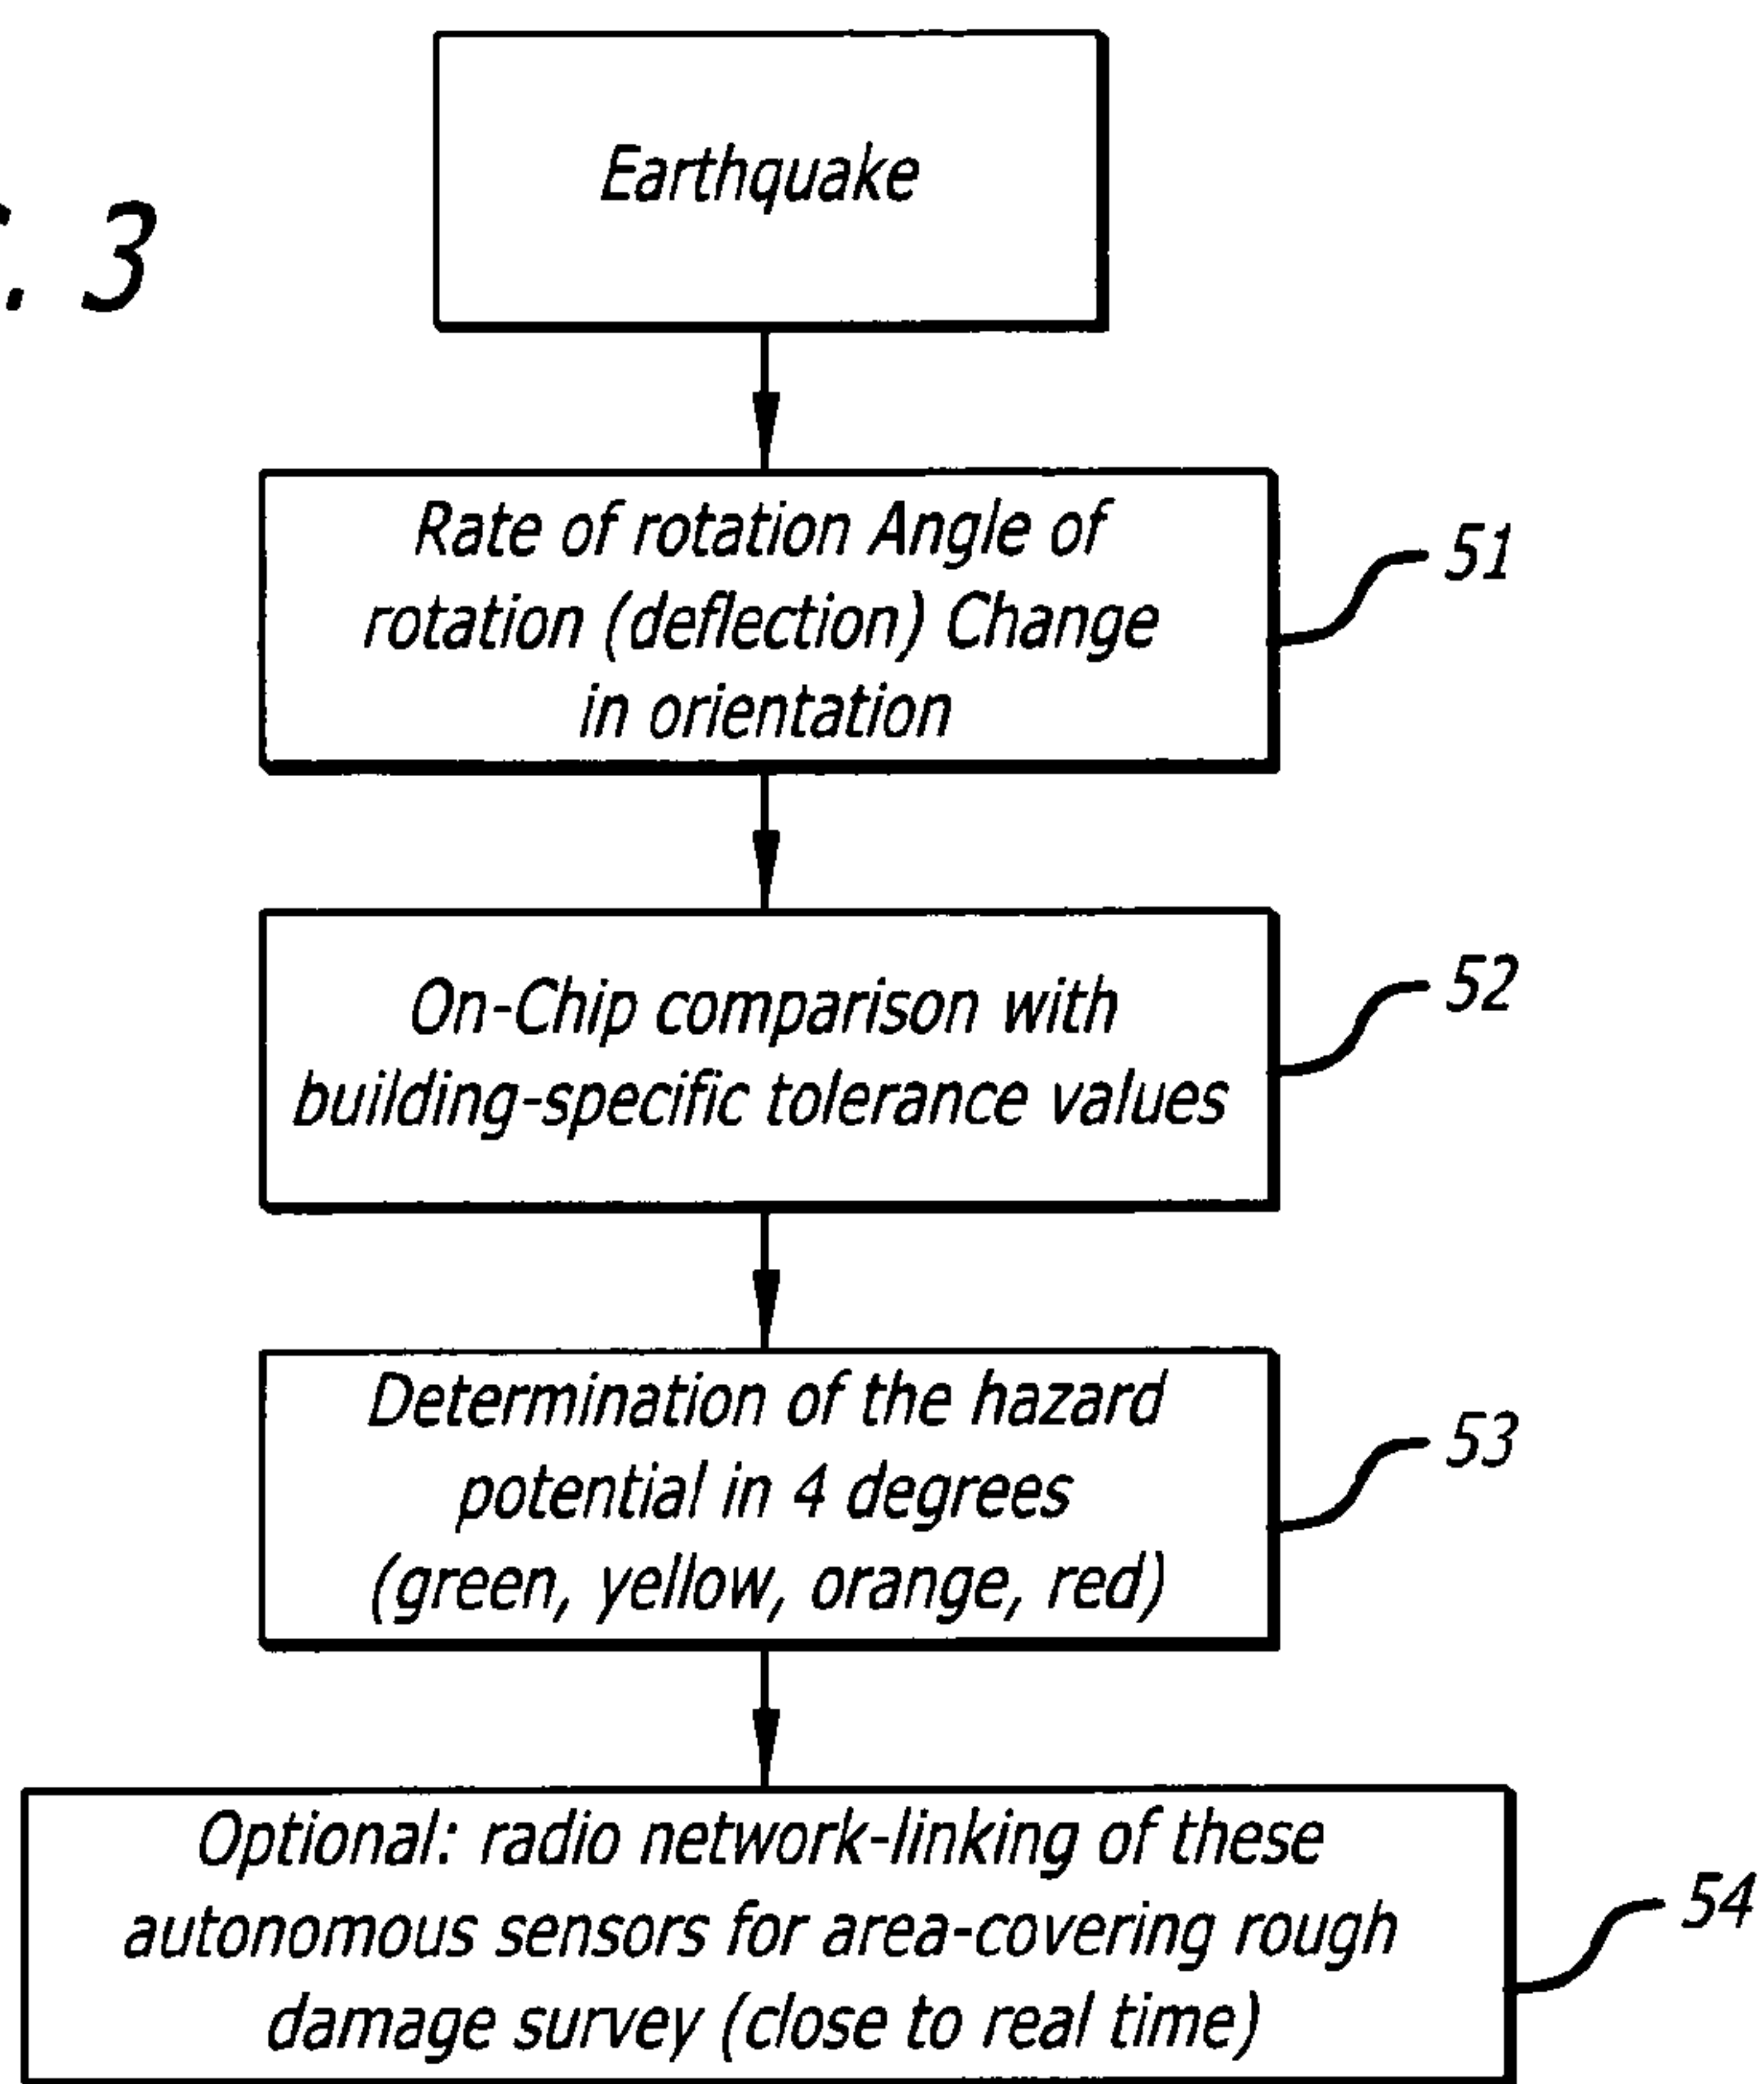 . 3
Earthquake
Rate of rotation Angle of
rotation (deflection) Change
in orientation
51
On-Chip comparison with
building-specific tolerance values
52
Determination of the hazard
potential in 4 degrees
(green, yellow, orange, red)
53
Optional: radio network-linking of these
autonomous sensors for area-covering rough
damage survey (close to real time)
54